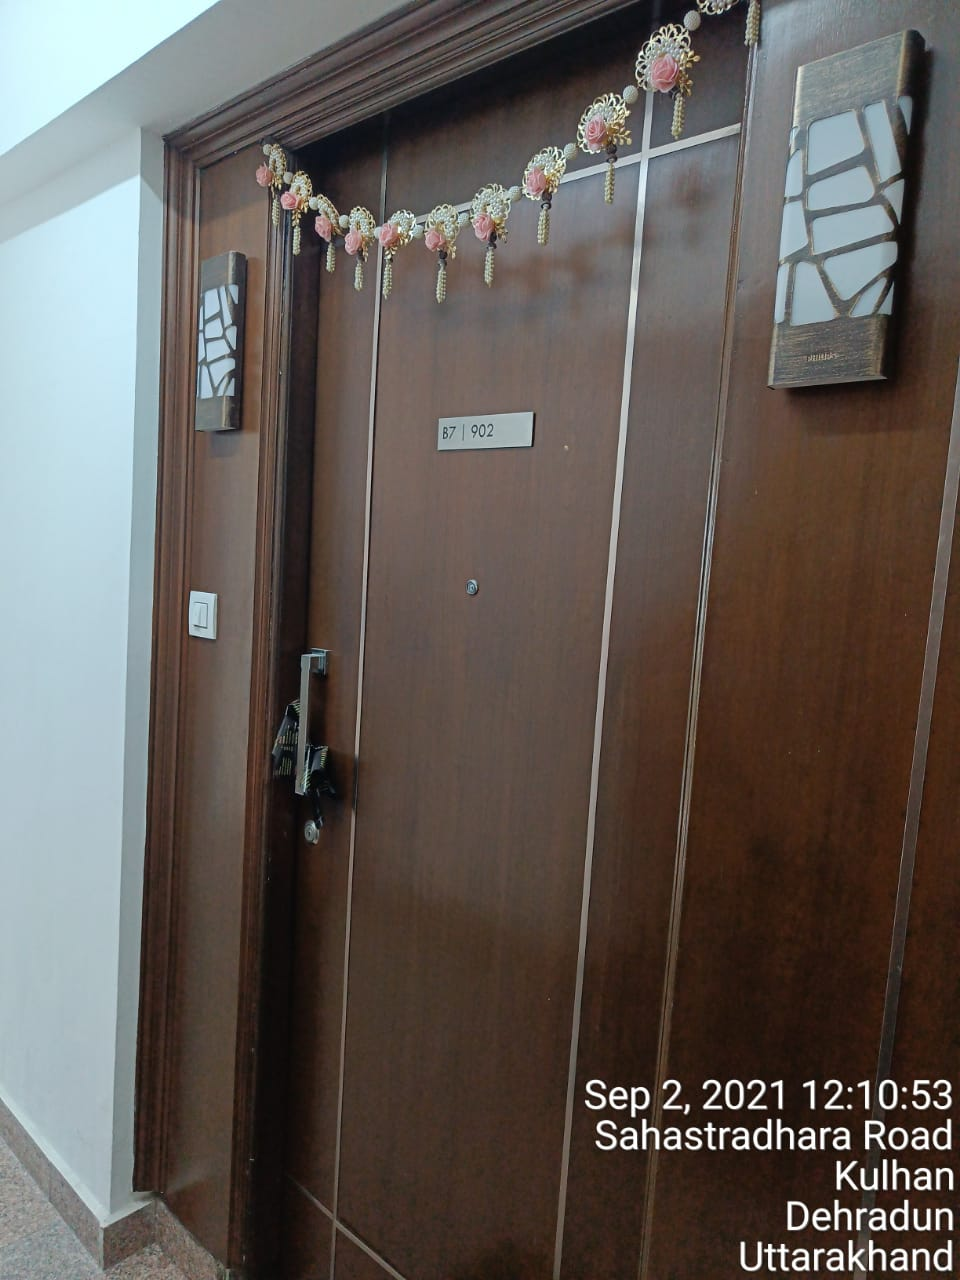 B7 | 902
Sep 2, 2021 12:10:53
Sahastradhara Road
Kulhan
Dehradun
Uttarakhand